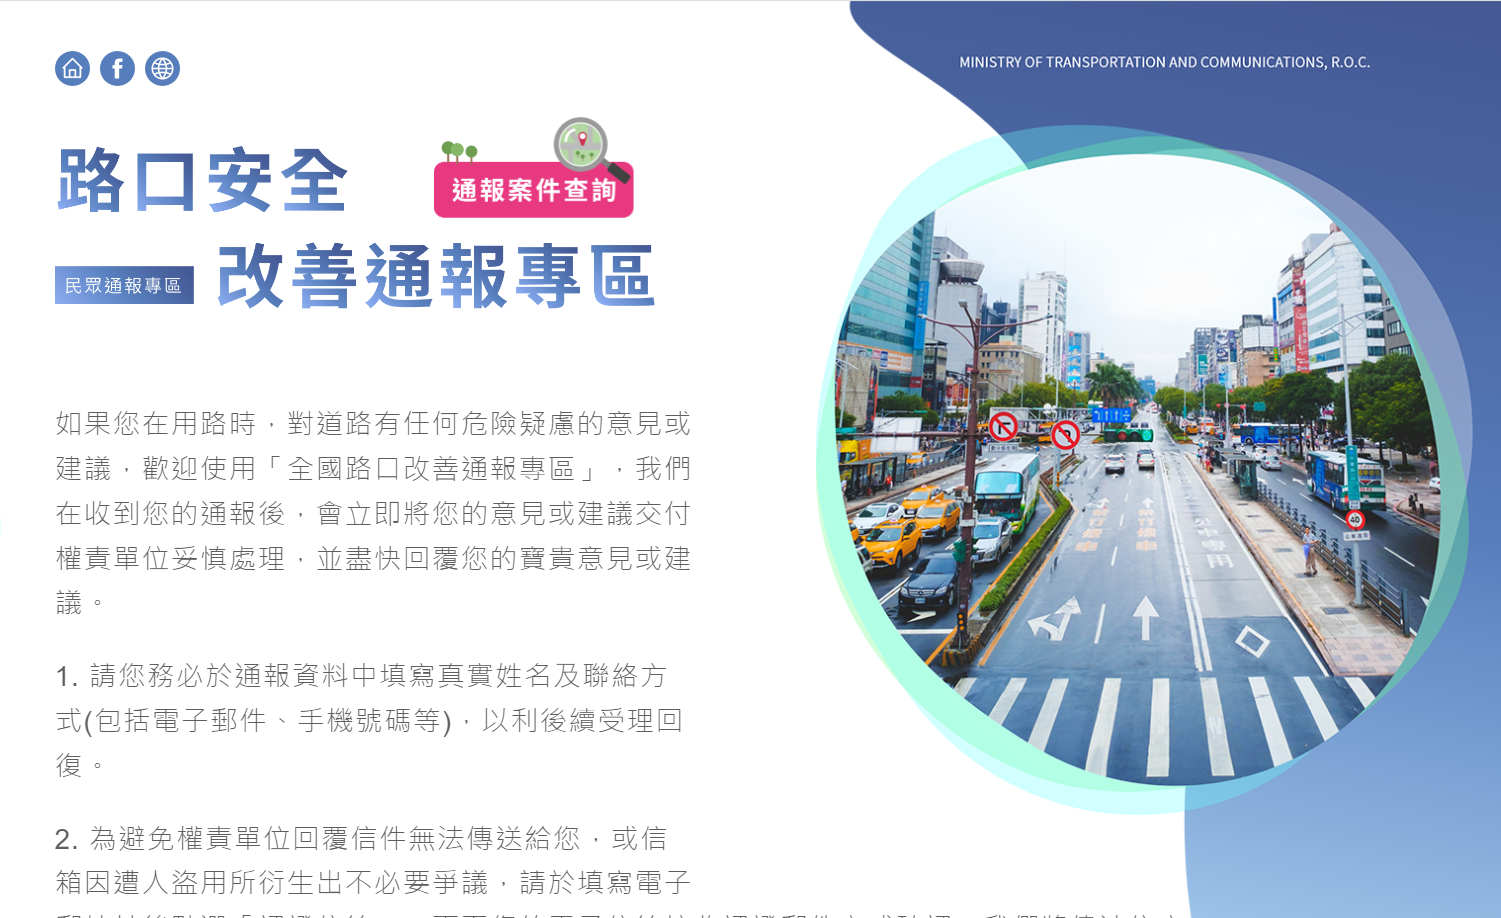 MINISTRY OF TRANSPORTATION AND COMMUNICATIONS, R.O.C.
路口安全
通報案件查詢
民眾通報專區
改善通報專區
如果您在用路時，對道路有任何危險疑慮的意見或
建議，歡迎使用「全國路口改善通報專區」，我們
在收到您的通報後，會立即將您的意見或建議交付
權責單位妥慎處理，並盡快回覆您的寶貴意見或建
議。
1. 請您務必於通報資料中填寫真實姓名及聯絡方
式(包括電子郵件、手機號碼等)，以利後續受理回
復。
2. 為避免權責單位回覆信件無法傳送給您，或信
箱因遭人盜用所衍生出不必要爭議，請於填寫電子
40